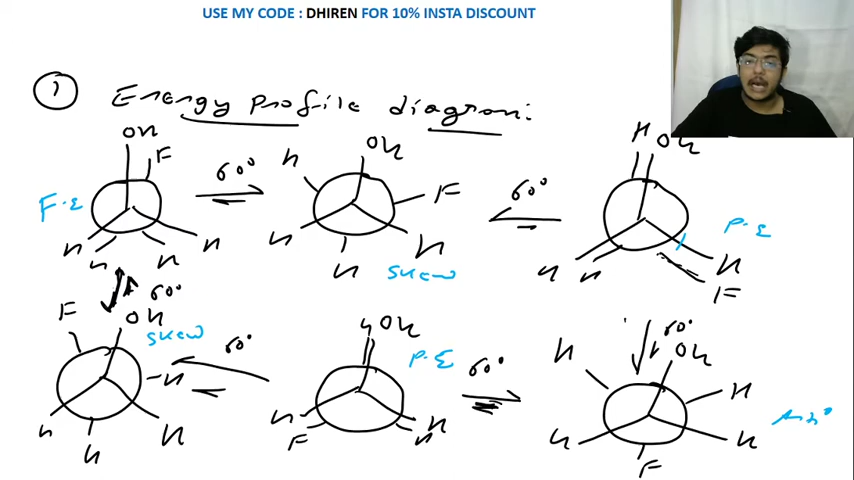 USE MY CODE : DHIREN FOR 10% INSTA DISCOUNT
1 Energy profile diagram:
OH F H H H H F.E
60°
H OH F H H H skew
60°
H OH H H H F P.E
60°
F OH H H H H skew
60°
H OH H F H H P.E
60°
60°
H OH H H H F